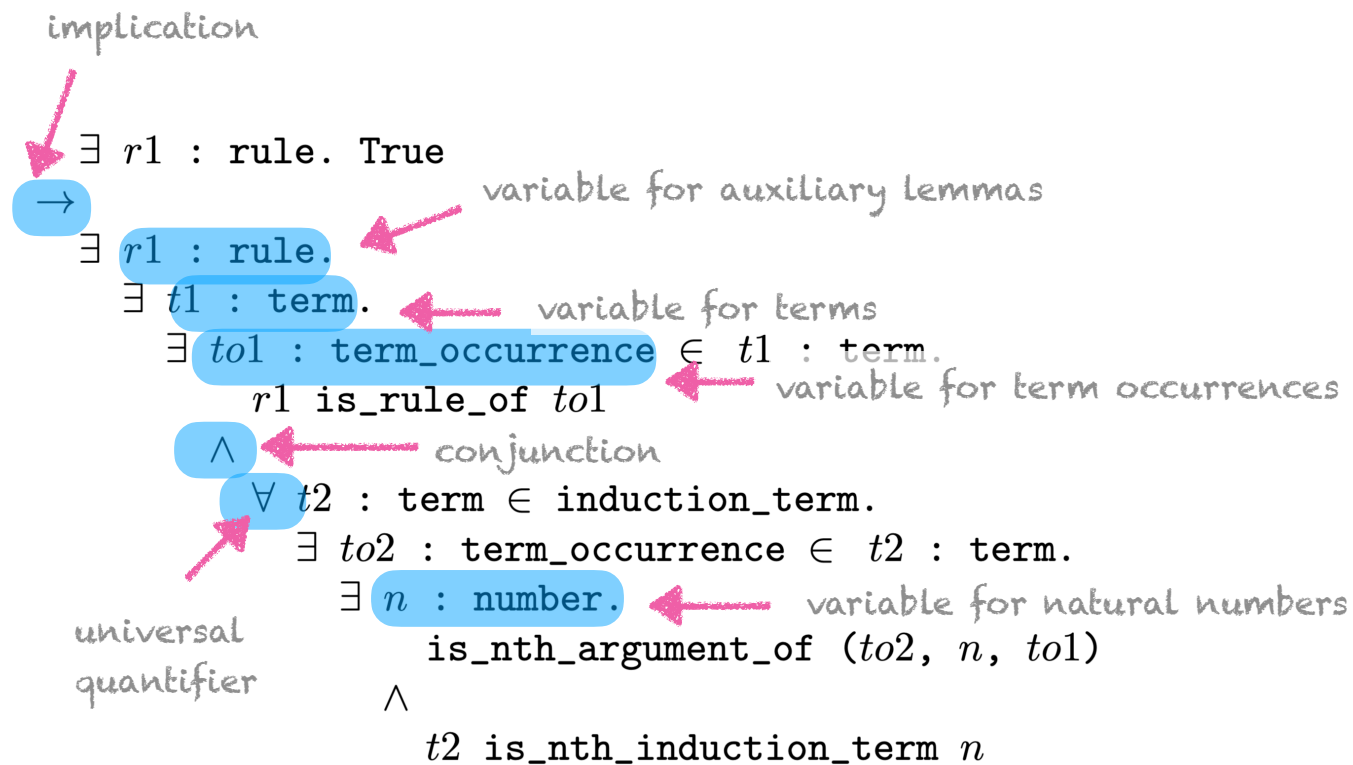 implication
∃ r1 : rule. True
→
variable for auxiliary lemmas
∃ r1 : rule.
∃ t1 : term.
variable for terms
∃ to1 : term_occurrence ∈ t1 : term.
variable for term occurrences
r1 is_rule_of to1
∧
conjunction
∀ t2 : term ∈ induction_term.
∃ to2 : term_occurrence ∈ t2 : term.
∃ n : number.
variable for natural numbers
universal
quantifier
is_nth_argument_of (to2, n, to1)
∧
t2 is_nth_induction_term n